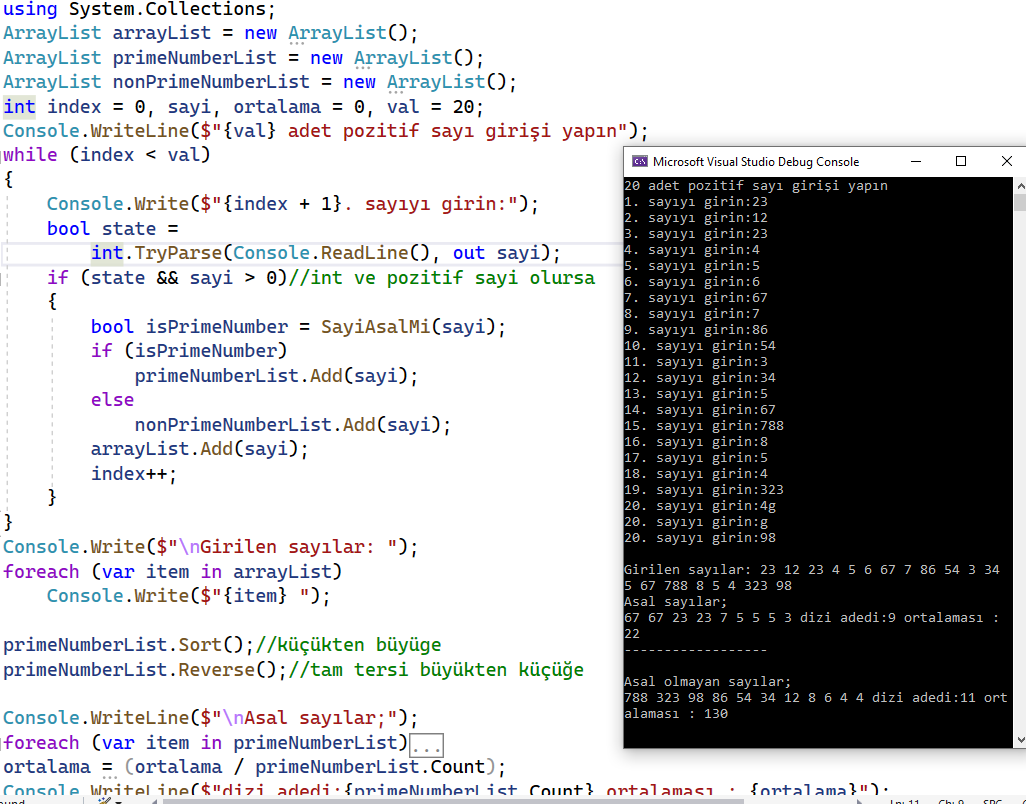 using System.Collections;
ArrayList arrayList = new ArrayList();
ArrayList primeNumberList = new ArrayList();
ArrayList nonPrimeNumberList = new ArrayList();
int index = 0, sayi, ortalama = 0, val = 20;
Console.WriteLine($"{val} adet pozitif sayı girişi yapın");
while (index < val)
{
    Console.Write($"{index + 1}. sayıyı girin:");
    bool state =
        int.TryParse(Console.ReadLine(), out sayi);
    if (state && sayi > 0)//int ve pozitif sayi olursa
    {
        bool isPrimeNumber = SayiAsalMi(sayi);
        if (isPrimeNumber)
            primeNumberList.Add(sayi);
        else
            nonPrimeNumberList.Add(sayi);
        arrayList.Add(sayi);
        index++;
    }
}
Console.Write($"\nGirilen sayılar: ");
foreach (var item in arrayList)
    Console.Write($"{item} ");
primeNumberList.Sort();//küçükten büyüge
primeNumberList.Reverse();//tam tersi büyükten küçüğe
Console.WriteLine($"\nAsal sayılar;");
foreach (var item in primeNumberList)...
ortalama = (ortalama / primeNumberList.Count);
Console.WriteLine($"dizi adedi:{primeNumberList.Count} ortalaması : {ortalama}");
Microsoft Visual Studio Debug Console
20 adet pozitif sayı girişi yapın
1. sayıyı girin:23
2. sayıyı girin:12
3. sayıyı girin:23
4. sayıyı girin:4
5. sayıyı girin:5
6. sayıyı girin:6
7. sayıyı girin:67
8. sayıyı girin:7
9. sayıyı girin:86
10. sayıyı girin:54
11. sayıyı girin:3
12. sayıyı girin:34
13. sayıyı girin:5
14. sayıyı girin:67
15. sayıyı girin:788
16. sayıyı girin:8
17. sayıyı girin:5
18. sayıyı girin:4
19. sayıyı girin:323
20. sayıyı girin:4g
20. sayıyı girin:g
20. sayıyı girin:98
Girilen sayılar: 23 12 23 4 5 6 67 7 86 54 3 34
5 67 788 8 5 4 323 98
Asal sayılar;
67 67 23 23 7 5 5 5 3 dizi adedi:9 ortalaması :
22
------------------
Asal olmayan sayılar;
788 323 98 86 54 34 12 8 6 4 4 dizi adedi:11 ort
alaması : 130